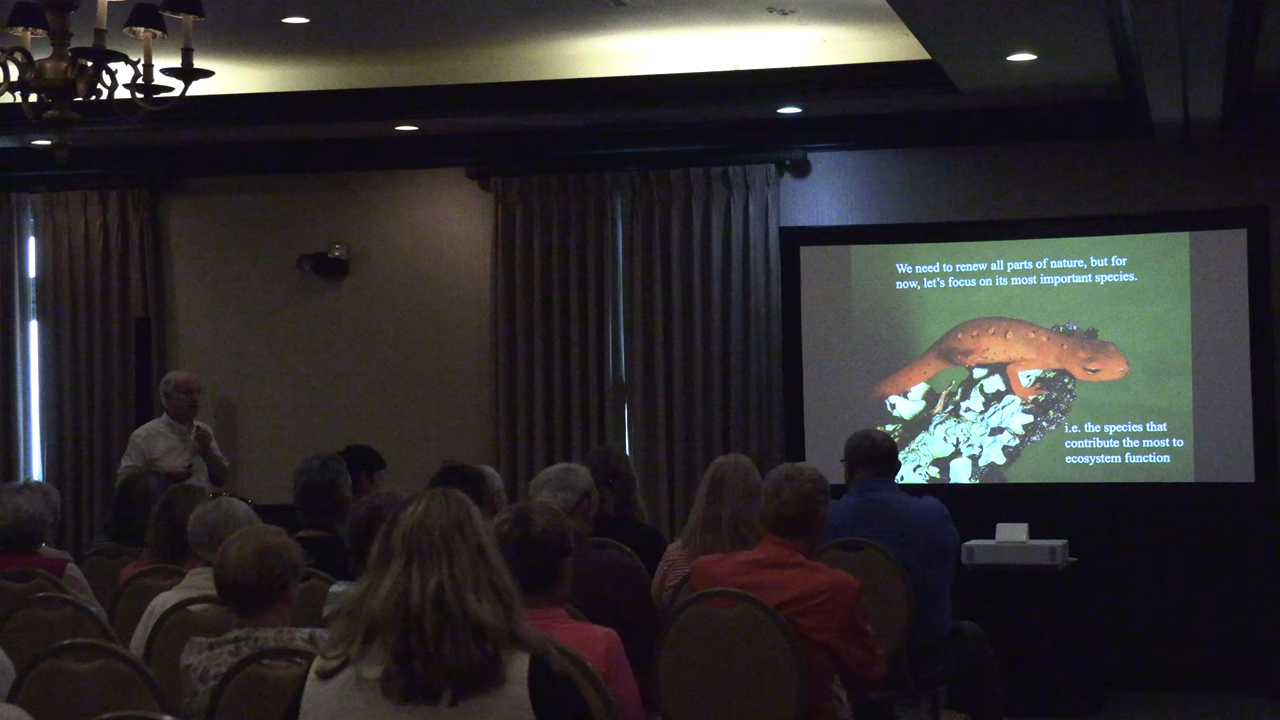 We need to renew all parts of nature, but for
now, let's focus on its most important species.
i.e. the species that
contribute the most to
ecosystem function